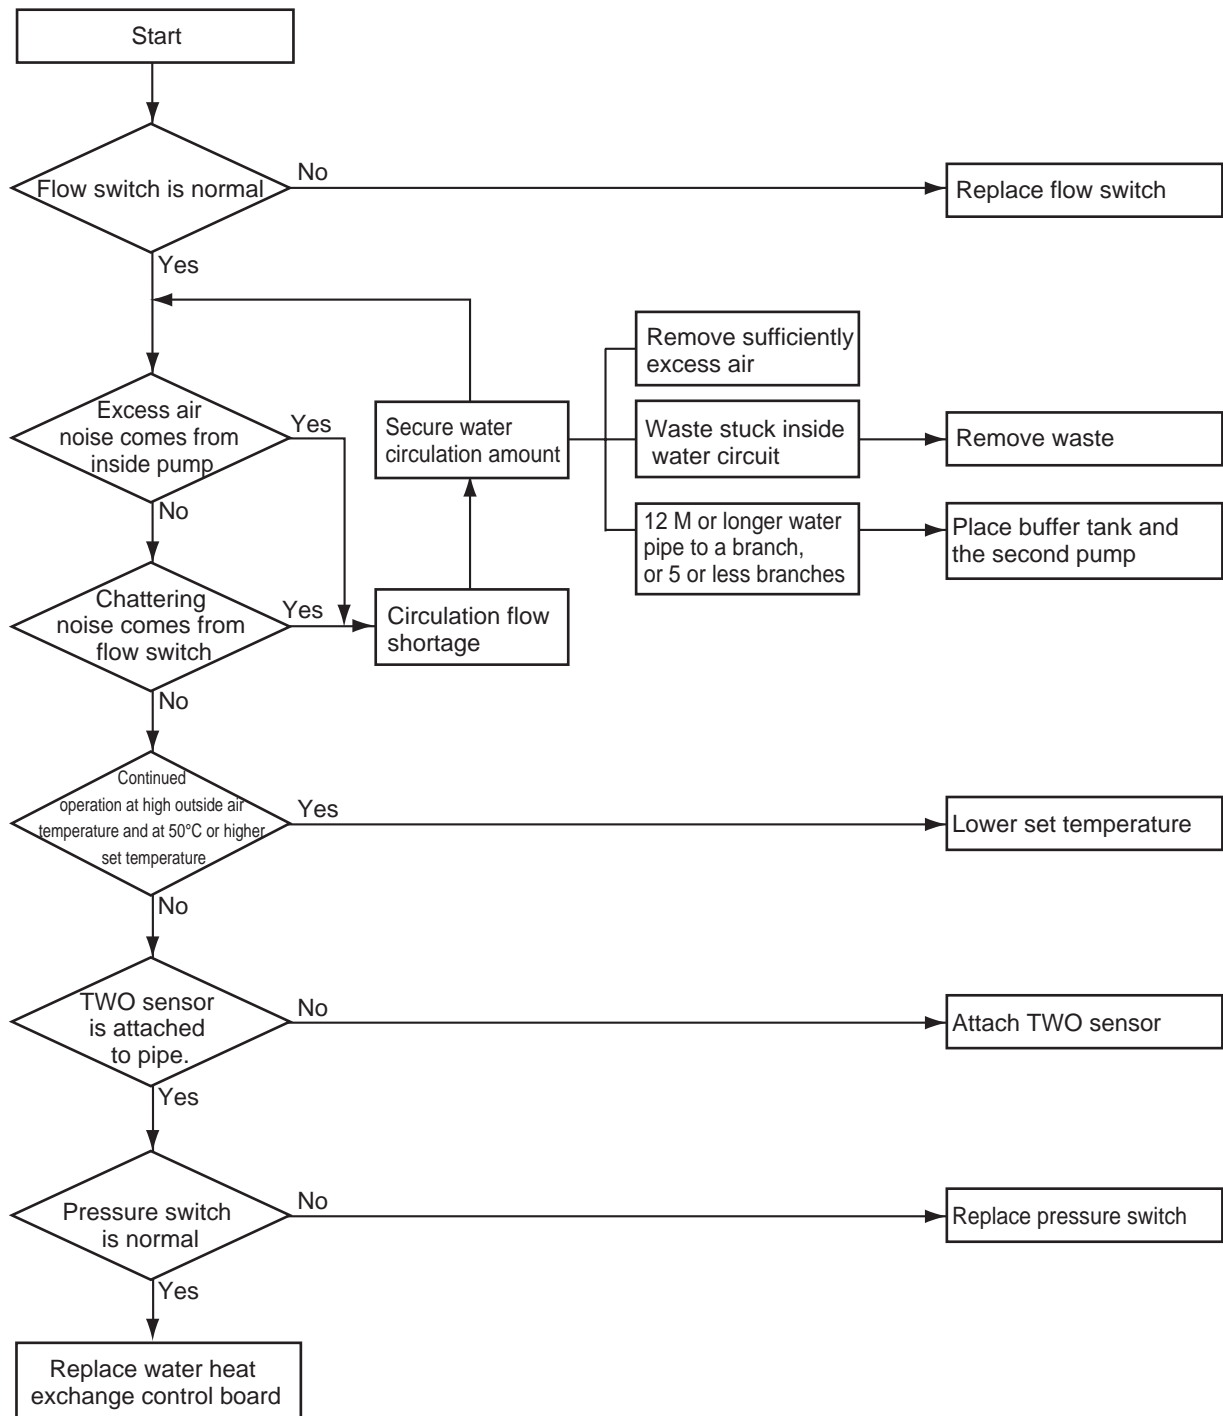 Start
Flow switch is normal
No
Replace flow switch
Yes
Excess air
noise comes from
inside pump
Yes
No
Secure water
circulation amount
Remove sufficiently
excess air
Waste stuck inside
water circuit
Remove waste
12 M or longer water
pipe to a branch,
or 5 or less branches
Place buffer tank and
the second pump
Chattering
noise comes from
flow switch
Yes
Circulation flow
shortage
No
Continued
operation at high outside air
temperature and at 50°C or higher
set temperature
Yes
Lower set temperature
No
TWO sensor
is attached
to pipe.
No
Attach TWO sensor
Yes
Pressure switch
is normal
No
Replace pressure switch
Yes
Replace water heat
exchange control board